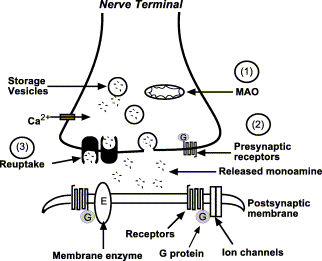 Nerve Terminal
(1)
Storage
Vesicles
MAO
Ca2+
(2)
G
(3)
Presynaptic
receptors
Reuptake
Released monoamine
E
Postsynaptic
membrane
G
G
Receptors
Membrane enzyme
G protein
Ion channels